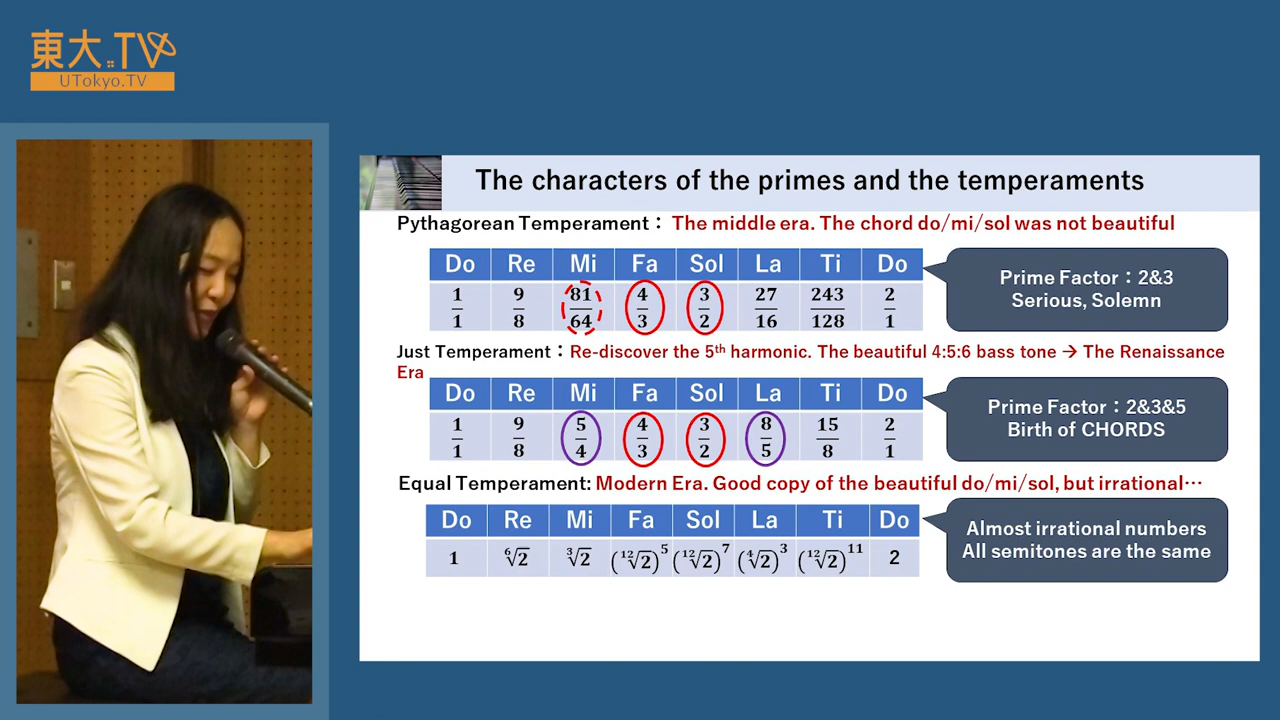 東大.TV
UTokyo.TV
The characters of the primes and the temperaments
Pythagorean Temperament： The middle era. The chord do/mi/sol was not beautiful
Do Re Mi Fa Sol La Ti Do
1/1 9/8 81/64 4/3 3/2 27/16 243/128 2/1
Prime Factor：2&3
Serious, Solemn
Just Temperament：Re-discover the 5th harmonic. The beautiful 4:5:6 bass tone → The Renaissance
Era
Do Re Mi Fa Sol La Ti Do
1/1 9/8 5/4 4/3 3/2 8/5 15/8 2/1
Prime Factor：2&3&5
Birth of CHORDS
Equal Temperament: Modern Era. Good copy of the beautiful do/mi/sol, but irrational…
Do Re Mi Fa Sol La Ti Do
1 ⁶√2 ³√2 (¹²√2)⁵ (¹²√2)⁷ (⁴√2)³ (¹²√2)¹¹ 2
Almost irrational numbers
All semitones are the same